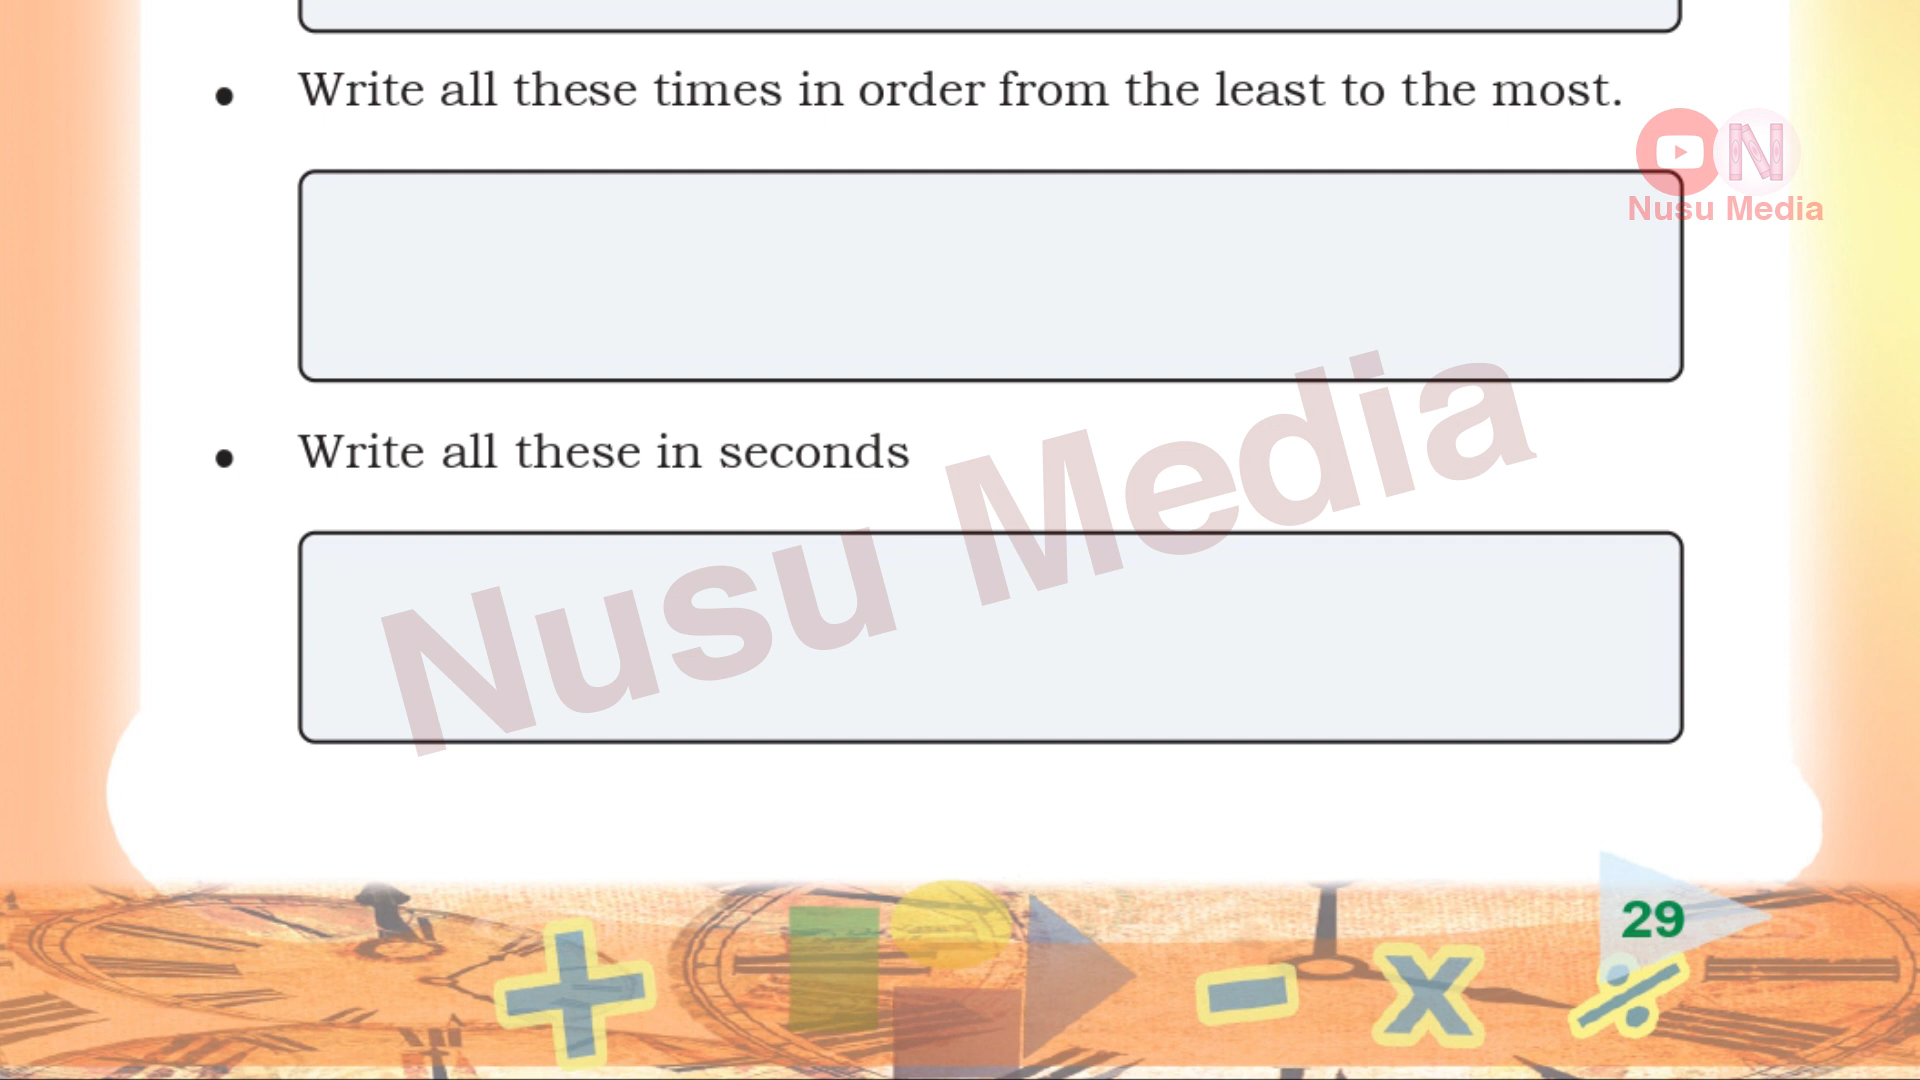 • Write all these times in order from the least to the most.
N
Nusu Media
• Write all these in seconds
Nusu Media
29
+ - x ÷